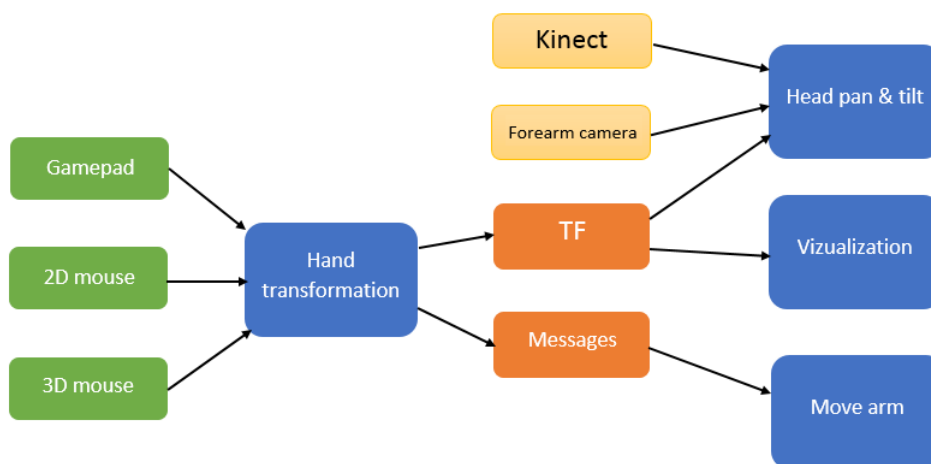 Kinect
Head pan & tilt
Forearm camera
Gamepad
TF
Hand
transformation
Vizualization
2D mouse
Messages
3D mouse
Move arm